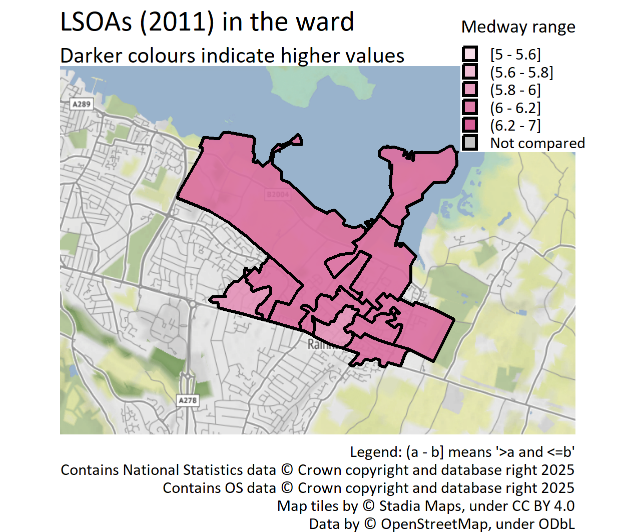 LSOAs (2011) in the ward
Darker colours indicate higher values
Medway range
[5 - 5.6]
(5.6 - 5.8]
(5.8 - 6]
(6 - 6.2]
(6.2 - 7]
Not compared
A289
A278
Legend: (a - b] means '>a and <=b'
Contains National Statistics data © Crown copyright and database right 2025
Contains OS data © Crown copyright and database right 2025
Map tiles by © Stadia Maps, under CC BY 4.0
Data by © OpenStreetMap, under ODbL